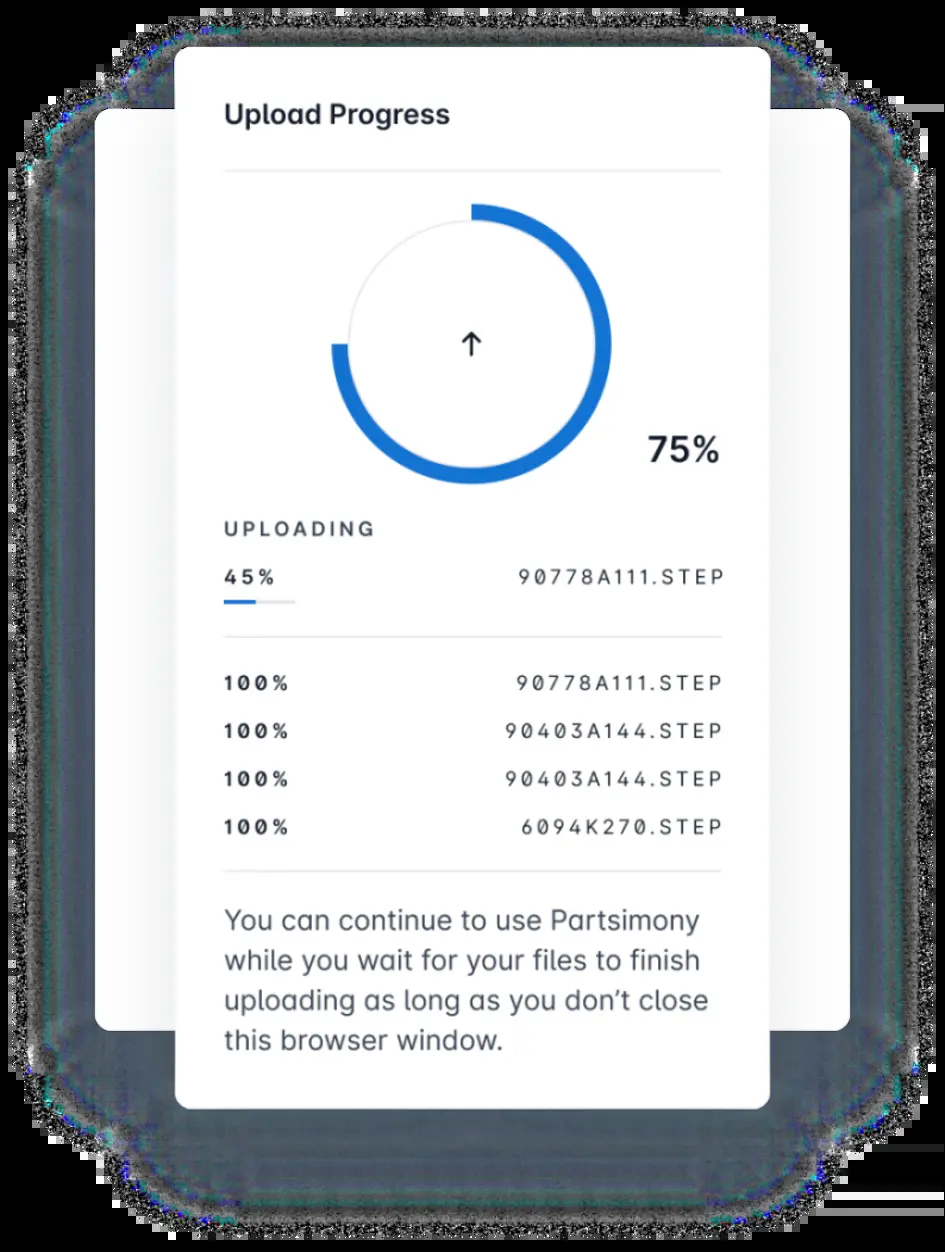 Upload Progress
75%
UPLOADING
45% 90778A111.STEP
100% 90778A111.STEP
100% 90403A144.STEP
100% 90403A144.STEP
100% 6094K270.STEP
You can continue to use Partsimony
while you wait for your files to finish
uploading as long as you don’t close
this browser window.